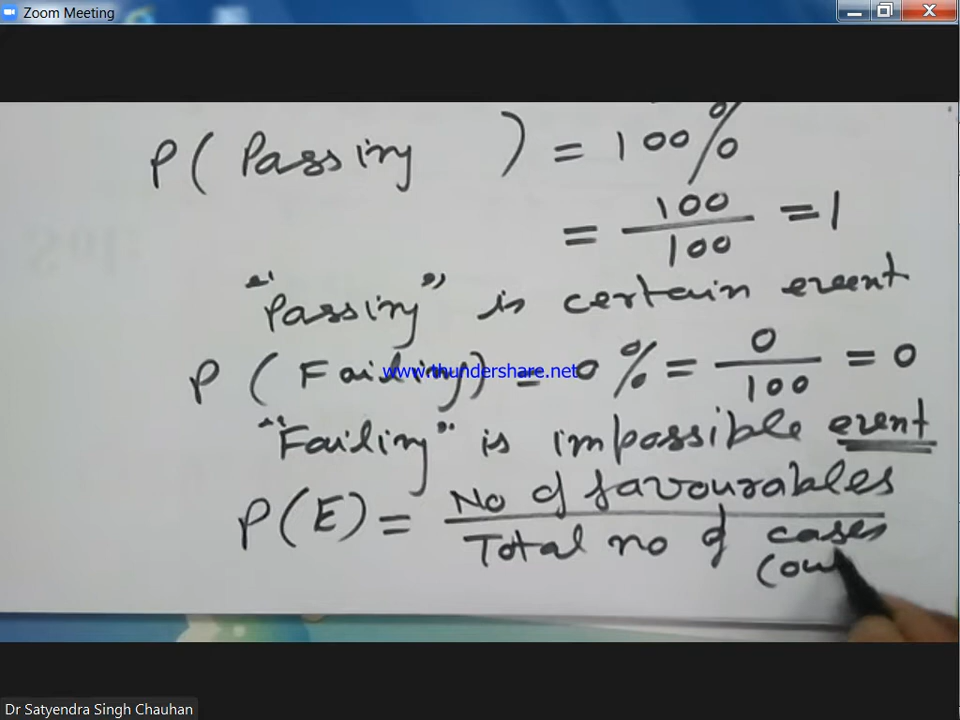 Zoom Meeting
P( Passing ) = 100%
= 100/100 = 1
"Passing" is certain event
P ( Failing) = 0% = 0/100 = 0
www.thundershare.net
"Failing" is impossible event
P(E) = No of favourables / Total no of cases
(ou
Dr Satyendra Singh Chauhan